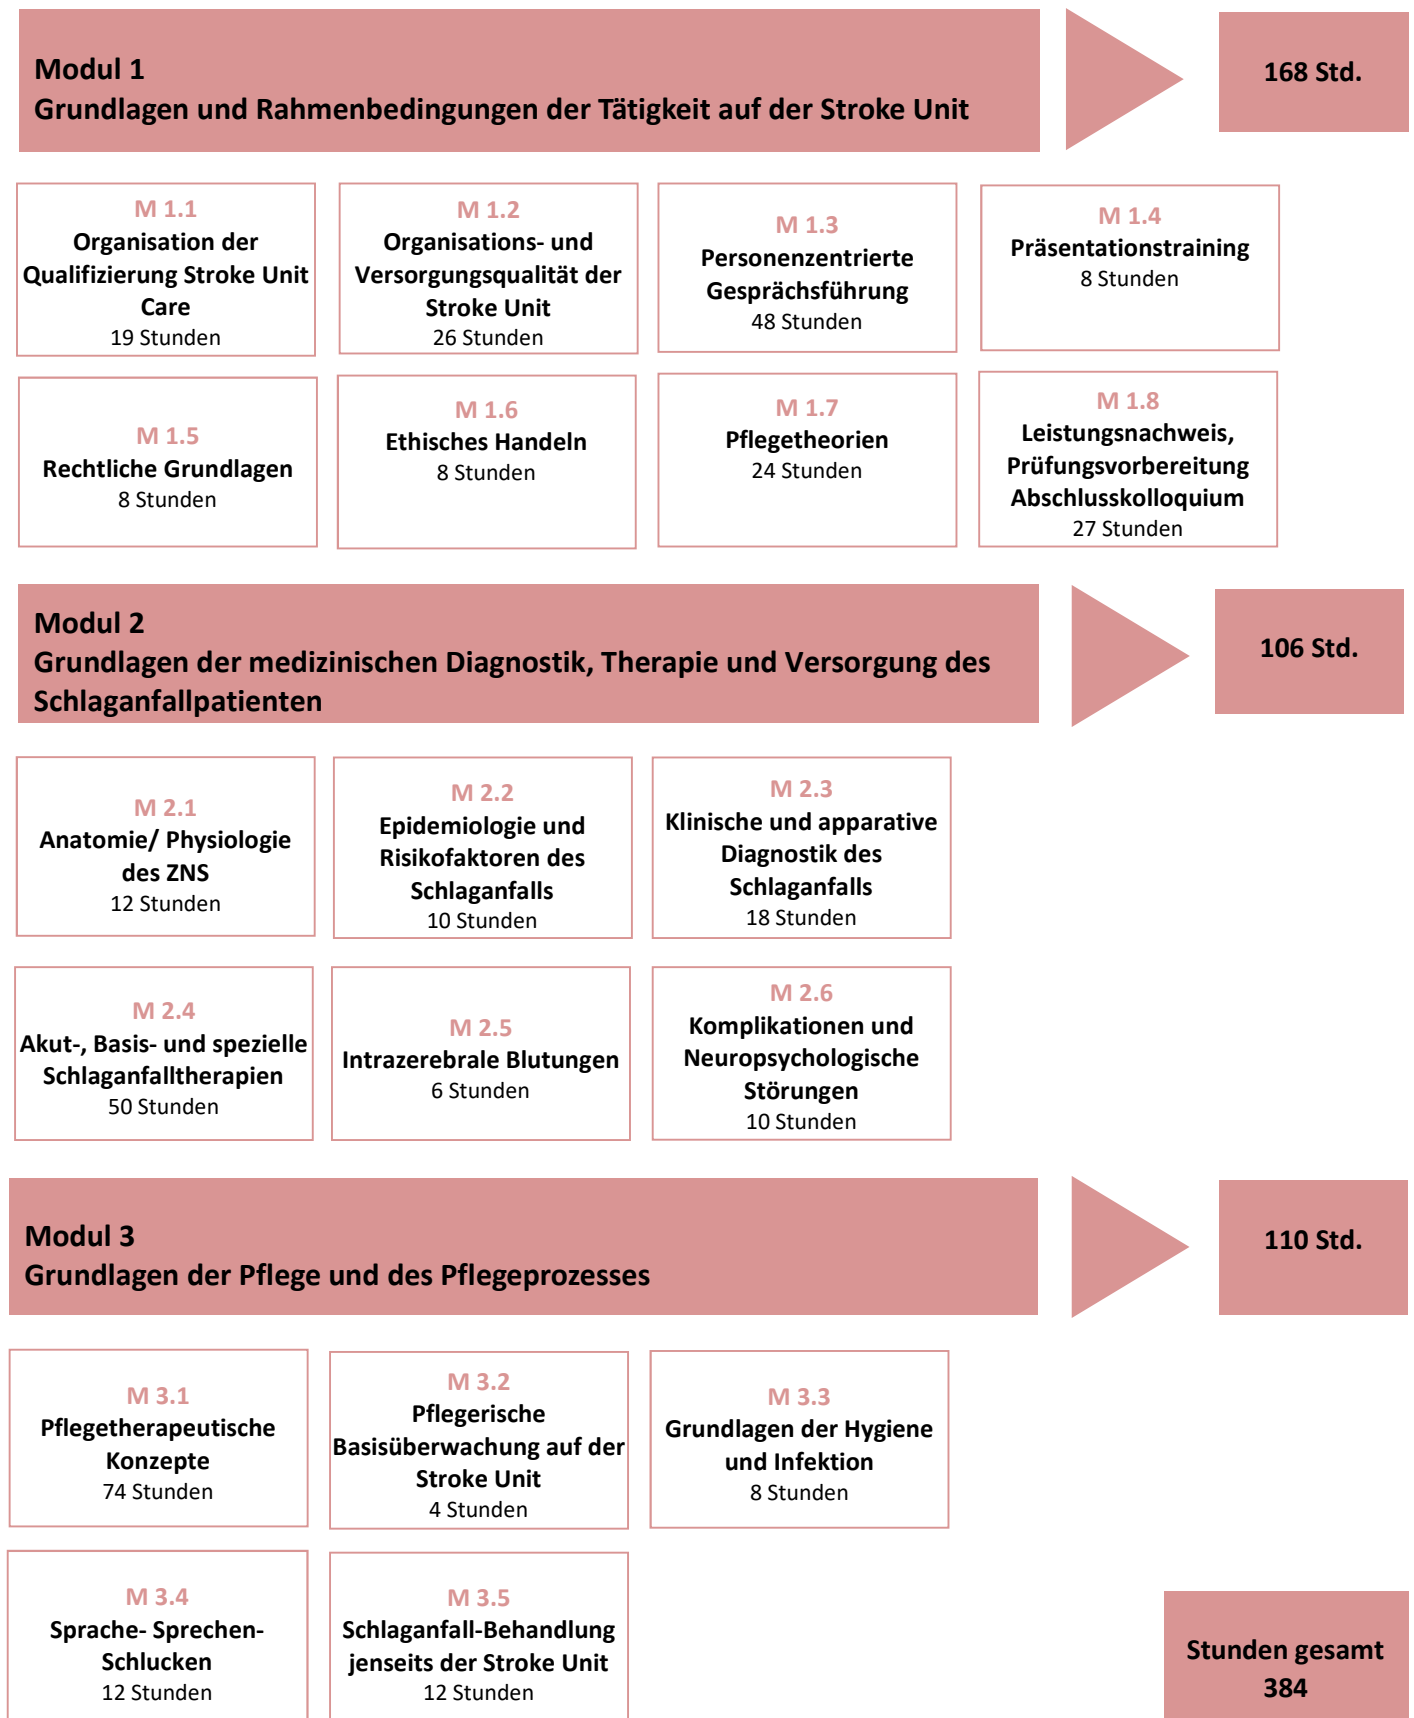 Modul 1
Grundlagen und Rahmenbedingungen der Tätigkeit auf der Stroke Unit
168 Std.
M 1.1
Organisation der
Qualifizierung Stroke Unit
Care
19 Stunden
M 1.2
Organisations- und
Versorgungsqualität der
Stroke Unit
26 Stunden
M 1.3
Personenzentrierte
Gesprächsführung
48 Stunden
M 1.4
Präsentationstraining
8 Stunden
M 1.5
Rechtliche Grundlagen
8 Stunden
M 1.6
Ethisches Handeln
8 Stunden
M 1.7
Pflegetheorien
24 Stunden
M 1.8
Leistungsnachweis,
Prüfungsvorbereitung
Abschlusskolloquium
27 Stunden
Modul 2
Grundlagen der medizinischen Diagnostik, Therapie und Versorgung des
Schlaganfallpatienten
106 Std.
M 2.1
Anatomie/ Physiologie
des ZNS
12 Stunden
M 2.2
Epidemiologie und
Risikofaktoren des
Schlaganfalls
10 Stunden
M 2.3
Klinische und apparative
Diagnostik des
Schlaganfalls
18 Stunden
M 2.4
Akut-, Basis- und spezielle
Schlaganfalltherapien
50 Stunden
M 2.5
Intrazerebrale Blutungen
6 Stunden
M 2.6
Komplikationen und
Neuropsychologische
Störungen
10 Stunden
Modul 3
Grundlagen der Pflege und des Pflegeprozesses
110 Std.
M 3.1
Pflegetherapeutische
Konzepte
74 Stunden
M 3.2
Pflegerische
Basisüberwachung auf der
Stroke Unit
4 Stunden
M 3.3
Grundlagen der Hygiene
und Infektion
8 Stunden
M 3.4
Sprache- Sprechen-
Schlucken
12 Stunden
M 3.5
Schlaganfall-Behandlung
jenseits der Stroke Unit
12 Stunden
Stunden gesamt
384